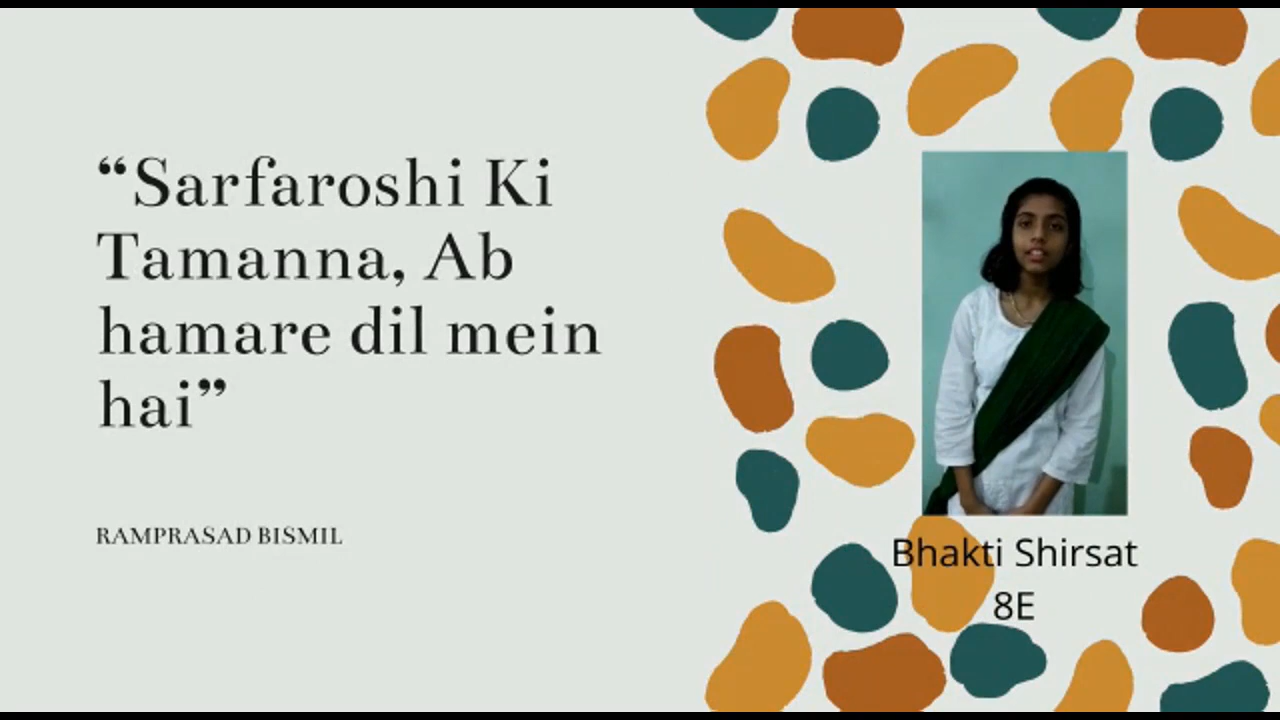 “Sarfaroshi Ki
Tamanna, Ab
hamare dil mein
hai”
RAMPRASAD BISMIL
Bhakti Shirsat
8E